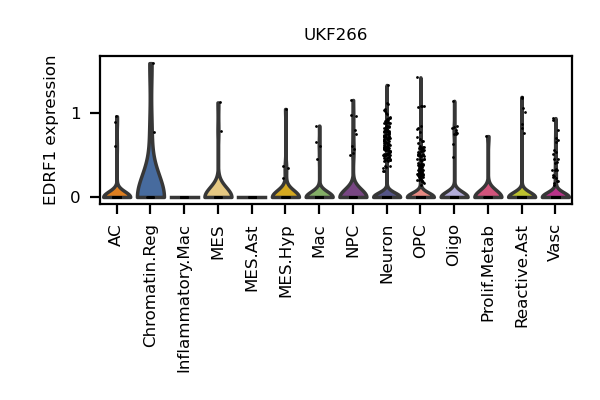 UKF266
EDRF1 expression
1
0
AC
Chromatin.Reg
Inflammatory.Mac
MES
MES.Ast
MES.Hyp
Mac
NPC
Neuron
OPC
Oligo
Prolif.Metab
Reactive.Ast
Vasc